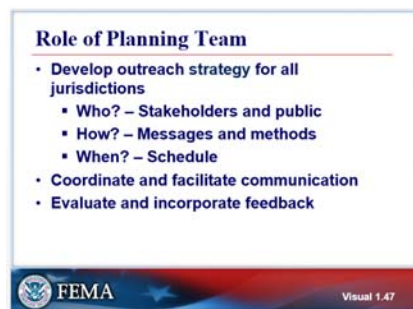 Role of Planning Team
• Develop outreach strategy for all
jurisdictions
▪ Who? – Stakeholders and public
▪ How? – Messages and methods
▪ When? – Schedule
• Coordinate and facilitate communication
• Evaluate and incorporate feedback
FEMA
Visual 1.47